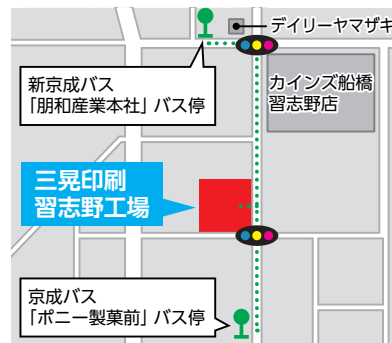 デイリーヤマザキ
新京成バス
「朋和産業本社」バス停
カインズ船橋
習志野店
三晃印刷
習志野工場
京成バス
「ポニー製菓前」バス停